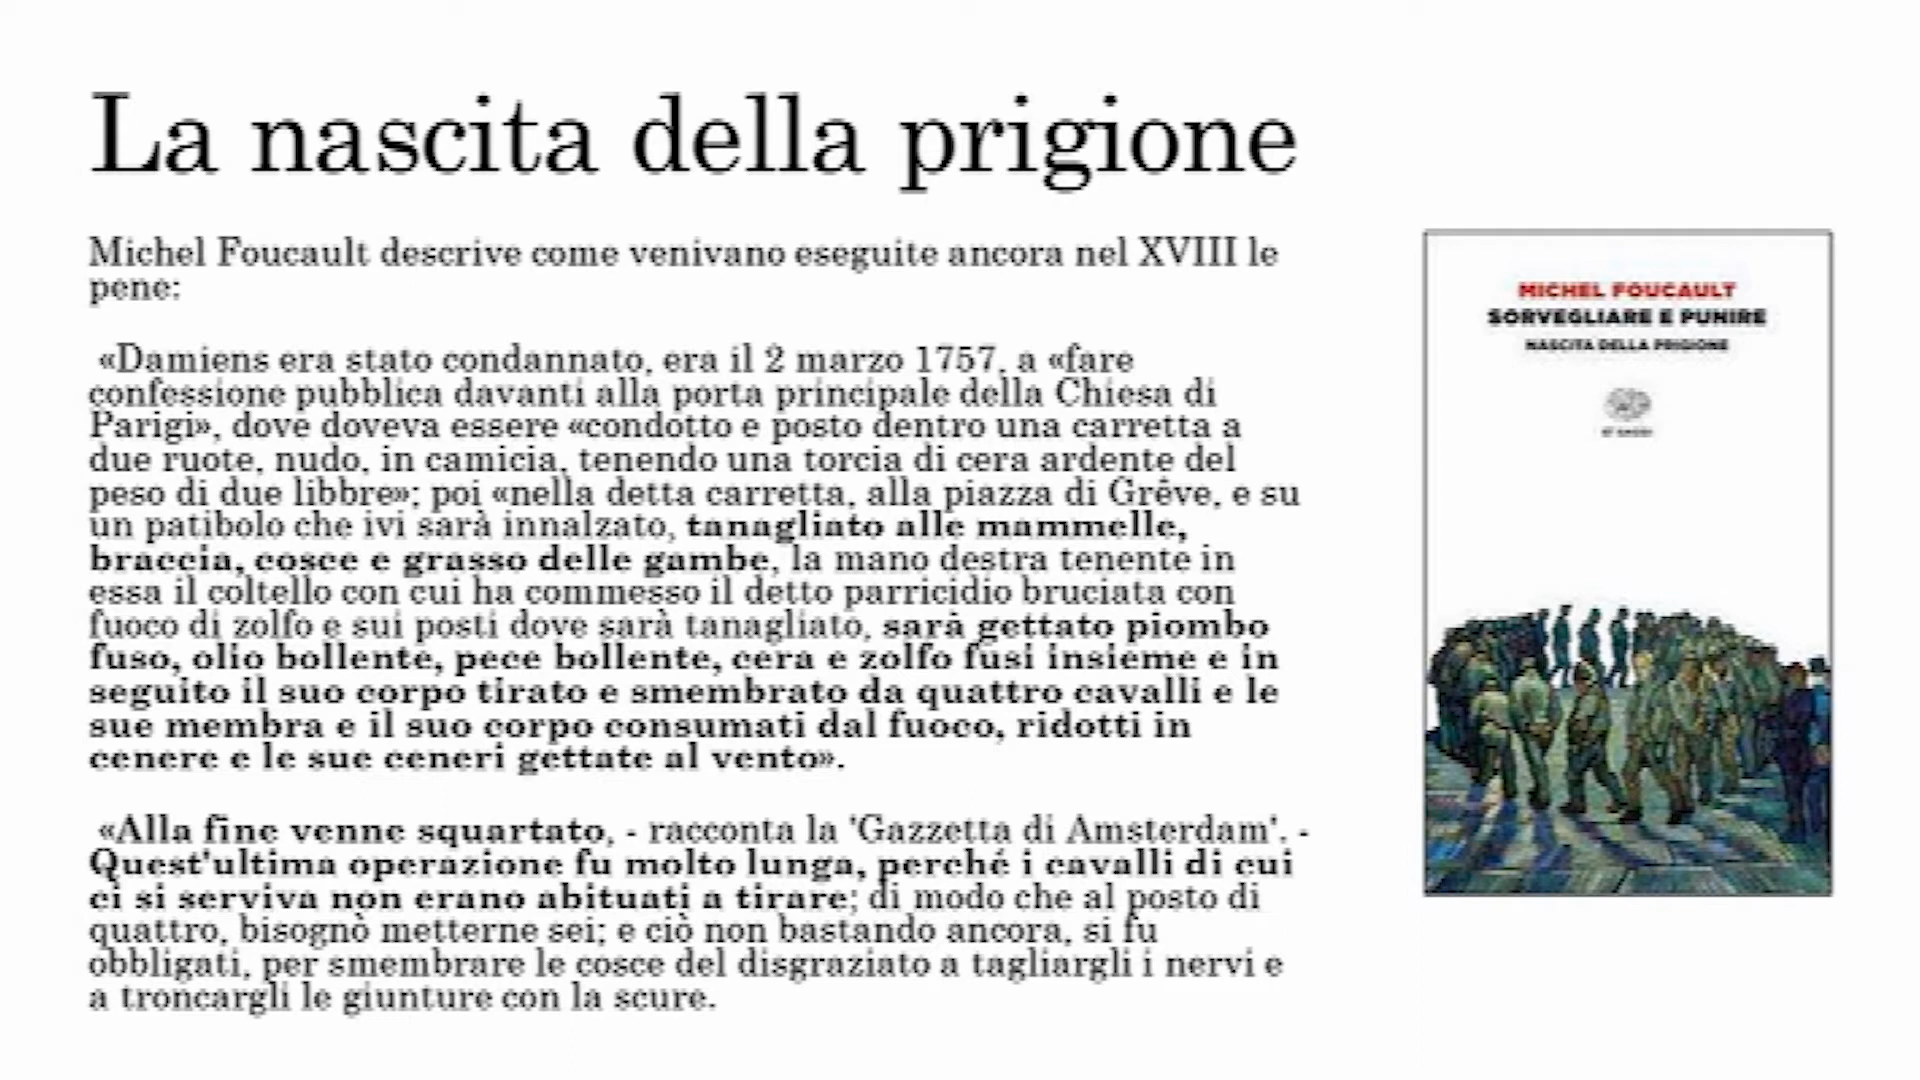 La nascita della prigione
Michel Foucault descrive come venivano eseguite ancora nel XVIII le
pene:
«Damiens era stato condannato, era il 2 marzo 1757, a «fare
confessione pubblica davanti alla porta principale della Chiesa di
Parigi», dove doveva essere «condotto e posto dentro una carretta a
due ruote, nudo, in camicia, tenendo una torcia di cera ardente del
peso di due libbre»; poi «nella detta carretta, alla piazza di Grêve, e su
un patibolo che ivi sarà innalzato, tanagliato alle mammelle,
braccia, cosce e grasso delle gambe, la mano destra tenente in
essa il coltello con cui ha commesso il detto parricidio bruciata con
fuoco di zolfo e sui posti dove sarà tanagliato, sarà gettato piombo
fuso, olio bollente, pece bollente, cera e zolfo fusi insieme e in
seguito il suo corpo tirato e smembrato da quattro cavalli e le
sue membra e il suo corpo consumati dal fuoco, ridotti in
cenere e le sue ceneri gettate al vento».
«Alla fine venne squartato, - racconta la 'Gazzetta di Amsterdam'. -
Quest'ultima operazione fu molto lunga, perché i cavalli di cui
ci si serviva non erano abituati a tirare; di modo che al posto di
quattro, bisognò metterne sei; e ciò non bastando ancora, si fu
obbligati, per smembrare le cosce del disgraziato a tagliargli i nervi e
a troncargli le giunture con la scure.
MICHEL FOUCAULT
SORVEGLIARE E PUNIRE
NASCITA DELLA PRIGIONE